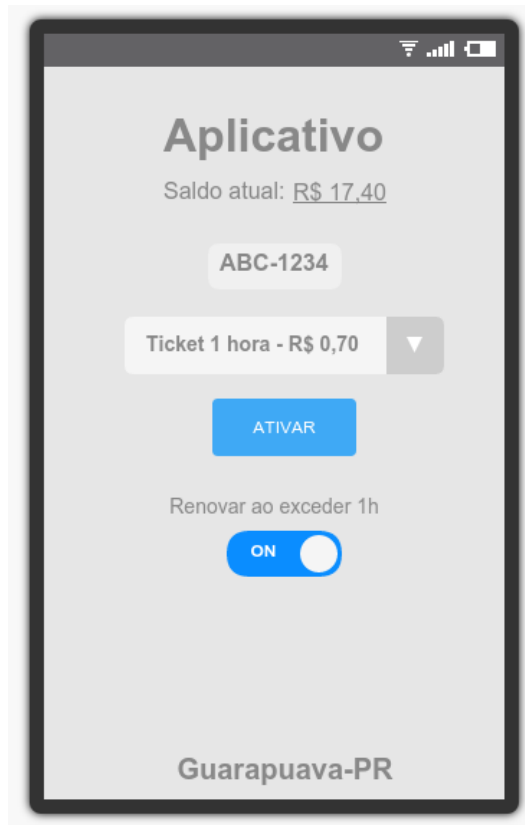 Aplicativo
Saldo atual: R$ 17,40
ABC-1234
Ticket 1 hora - R$ 0,70
ATIVAR
Renovar ao exceder 1h
ON
Guarapuava-PR